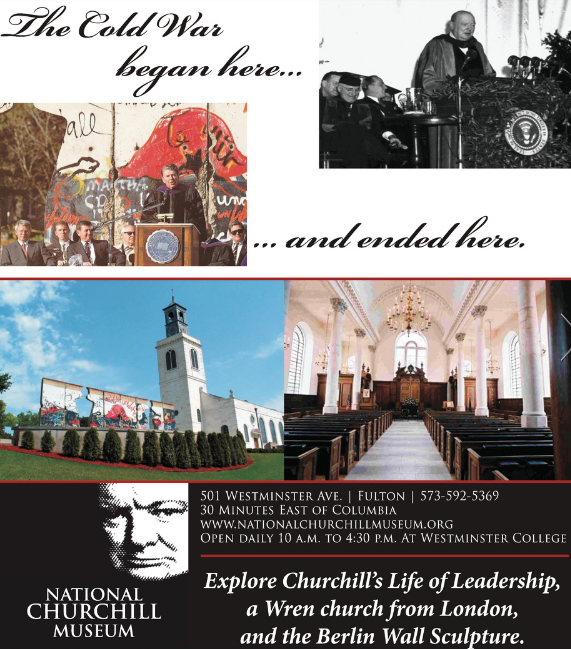 The Cold War
began here...
... and ended here.
501 Westminster Ave. | Fulton | 573-592-5369
30 Minutes East of Columbia
www.nationalchurchillmuseum.org
Open daily 10 a.m. to 4:30 p.m. At Westminster College
NATIONAL
CHURCHILL
MUSEUM
Explore Churchill's Life of Leadership,
a Wren church from London,
and the Berlin Wall Sculpture.